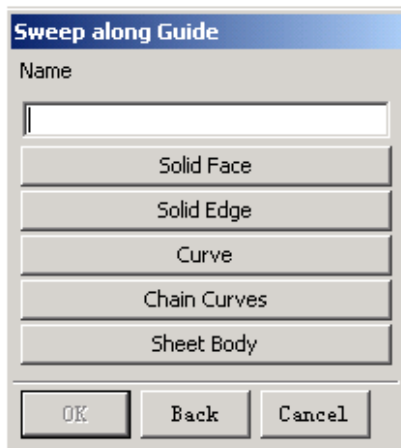 Sweep along Guide
Name
Solid Face
Solid Edge
Curve
Chain Curves
Sheet Body
OK Back Cancel